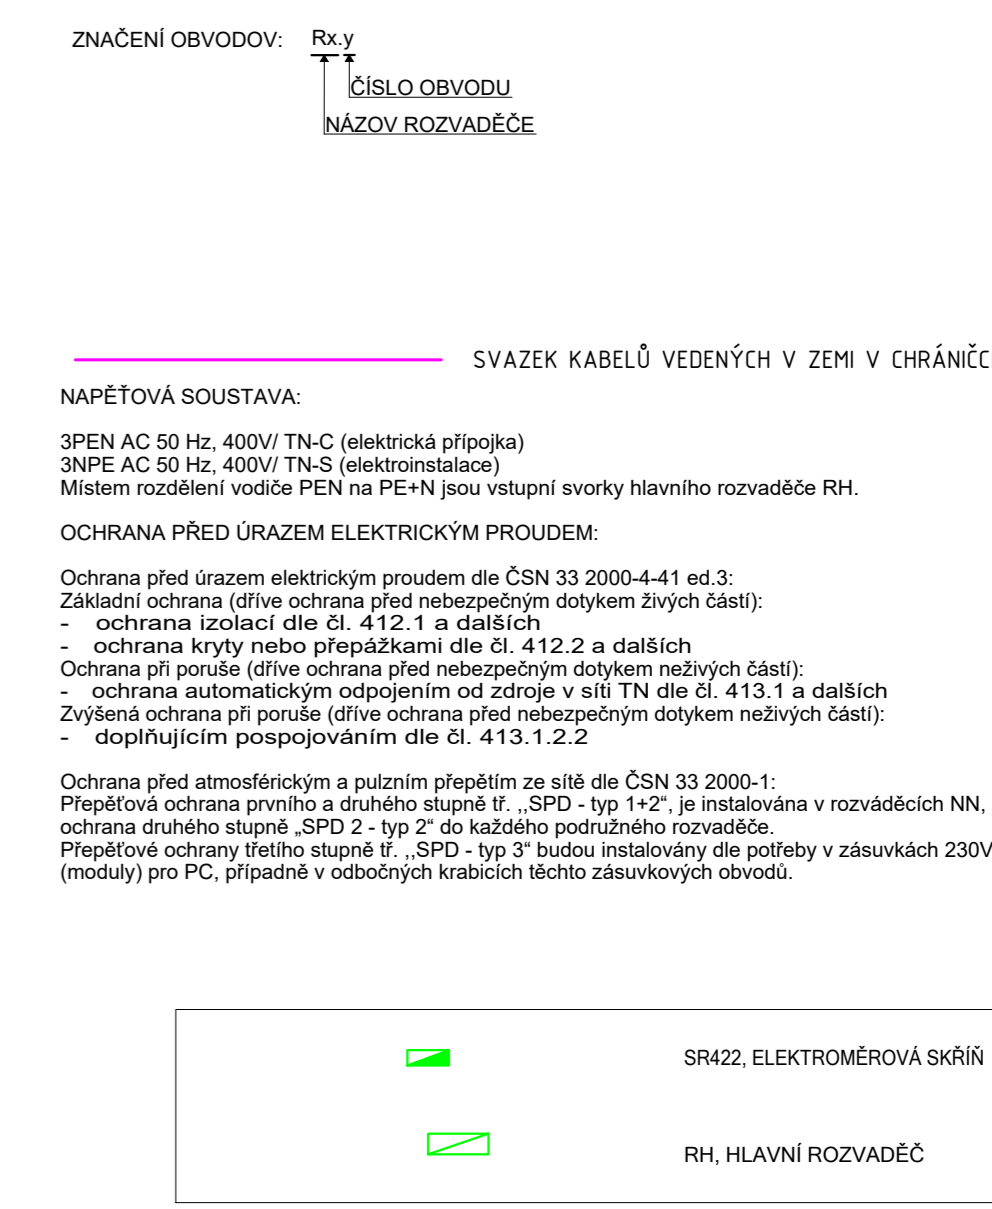 ZNAČENÍ OBVODOV: Rx.y
ČÍSLO OBVODU
NÁZOV ROZVADĚČE
SVAZEK KABELŮ VEDENÝCH V ZEMI V
NAPĚŤOVÁ SOUSTAVA:
3PEN AC 50 Hz, 400V/ TN-C (elektrická přípojka)
3NPE AC 50 Hz, 400V/ TN-S (elektroinstalace)
Místem rozdělení vodiče PEN na PE+N jsou vstupní svorky hlavního rozvaděče RH.
OCHRANA PŘED ÚRAZEM ELEKTRICKÝM PROUDEM:
Ochrana před úrazem elektrickým proudem dle ČSN 33 2000-4-41 ed.3:
Základní ochrana (dříve ochrana před nebezpečným dotykem živých částí):
- ochrana izolací dle čl. 412.1 a dalších
- ochrana kryty nebo přepážkami dle čl. 412.2 a dalších
Ochrana při poruše (dříve ochrana před nebezpečným dotykem neživých částí):
- ochrana automatickým odpojením od zdroje v síti TN dle čl. 413.1 a dalších
Zvýšená ochrana při poruše (dříve ochrana před nebezpečným dotykem neživých částí):
- doplňujícím pospojováním dle čl. 413.1.2.2
Ochrana před atmosférickým a pulzním přepětím ze sítě dle ČSN 33 2000-1:
Přepěťová ochrana prvního a druhého stupně tř. ,,SPD - typ 1+2“, je instalována v rozváděcích NN,
ochrana druhého stupně „SPD 2 - typ 2“ do každého podružného rozvaděče.
Přepěťové ochrany třetího stupně tř. ,,SPD - typ 3“ budou instalovány dle potřeby v zásuvkách 230V
(moduly) pro PC, případně v odbočných krabicích těchto zásuvkových obvodů.
SR422, ELEKTROMĚROVÁ SKŘÍŇ
RH, HLAVNÍ ROZVADĚČ